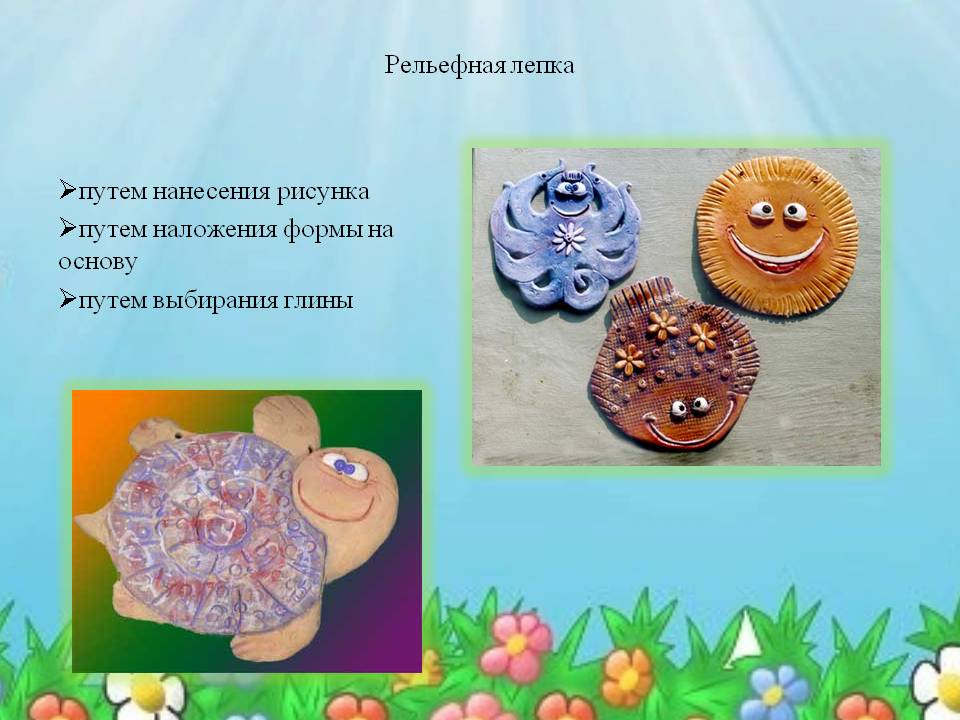 Рельефная лепка
➢путем нанесения рисунка
➢путем наложения формы на
основу
➢путем выбирания глины